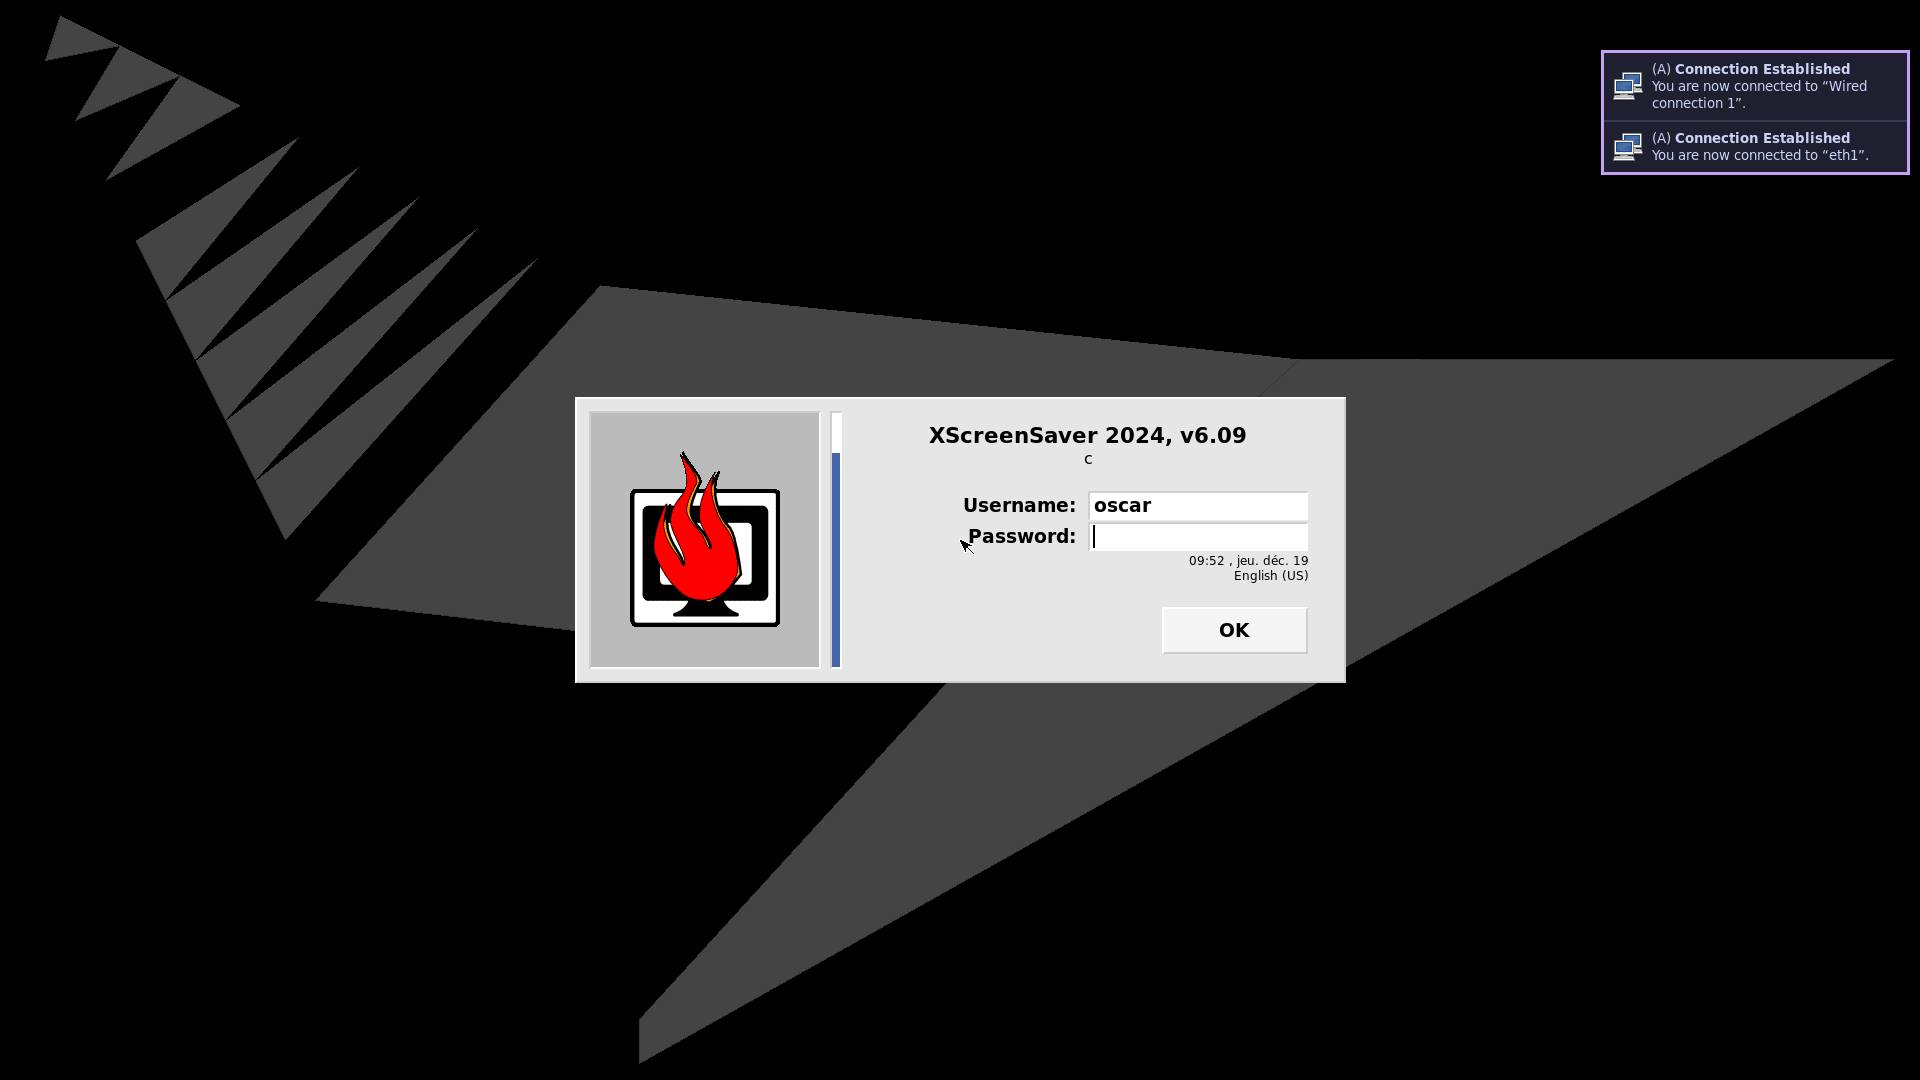 (A) Connection Established
You are now connected to “Wired
connection 1”.
(A) Connection Established
You are now connected to “eth1”.
XScreenSaver 2024, v6.09
c
Username: oscar
Password:
09:52 , jeu. déc. 19
English (US)
OK